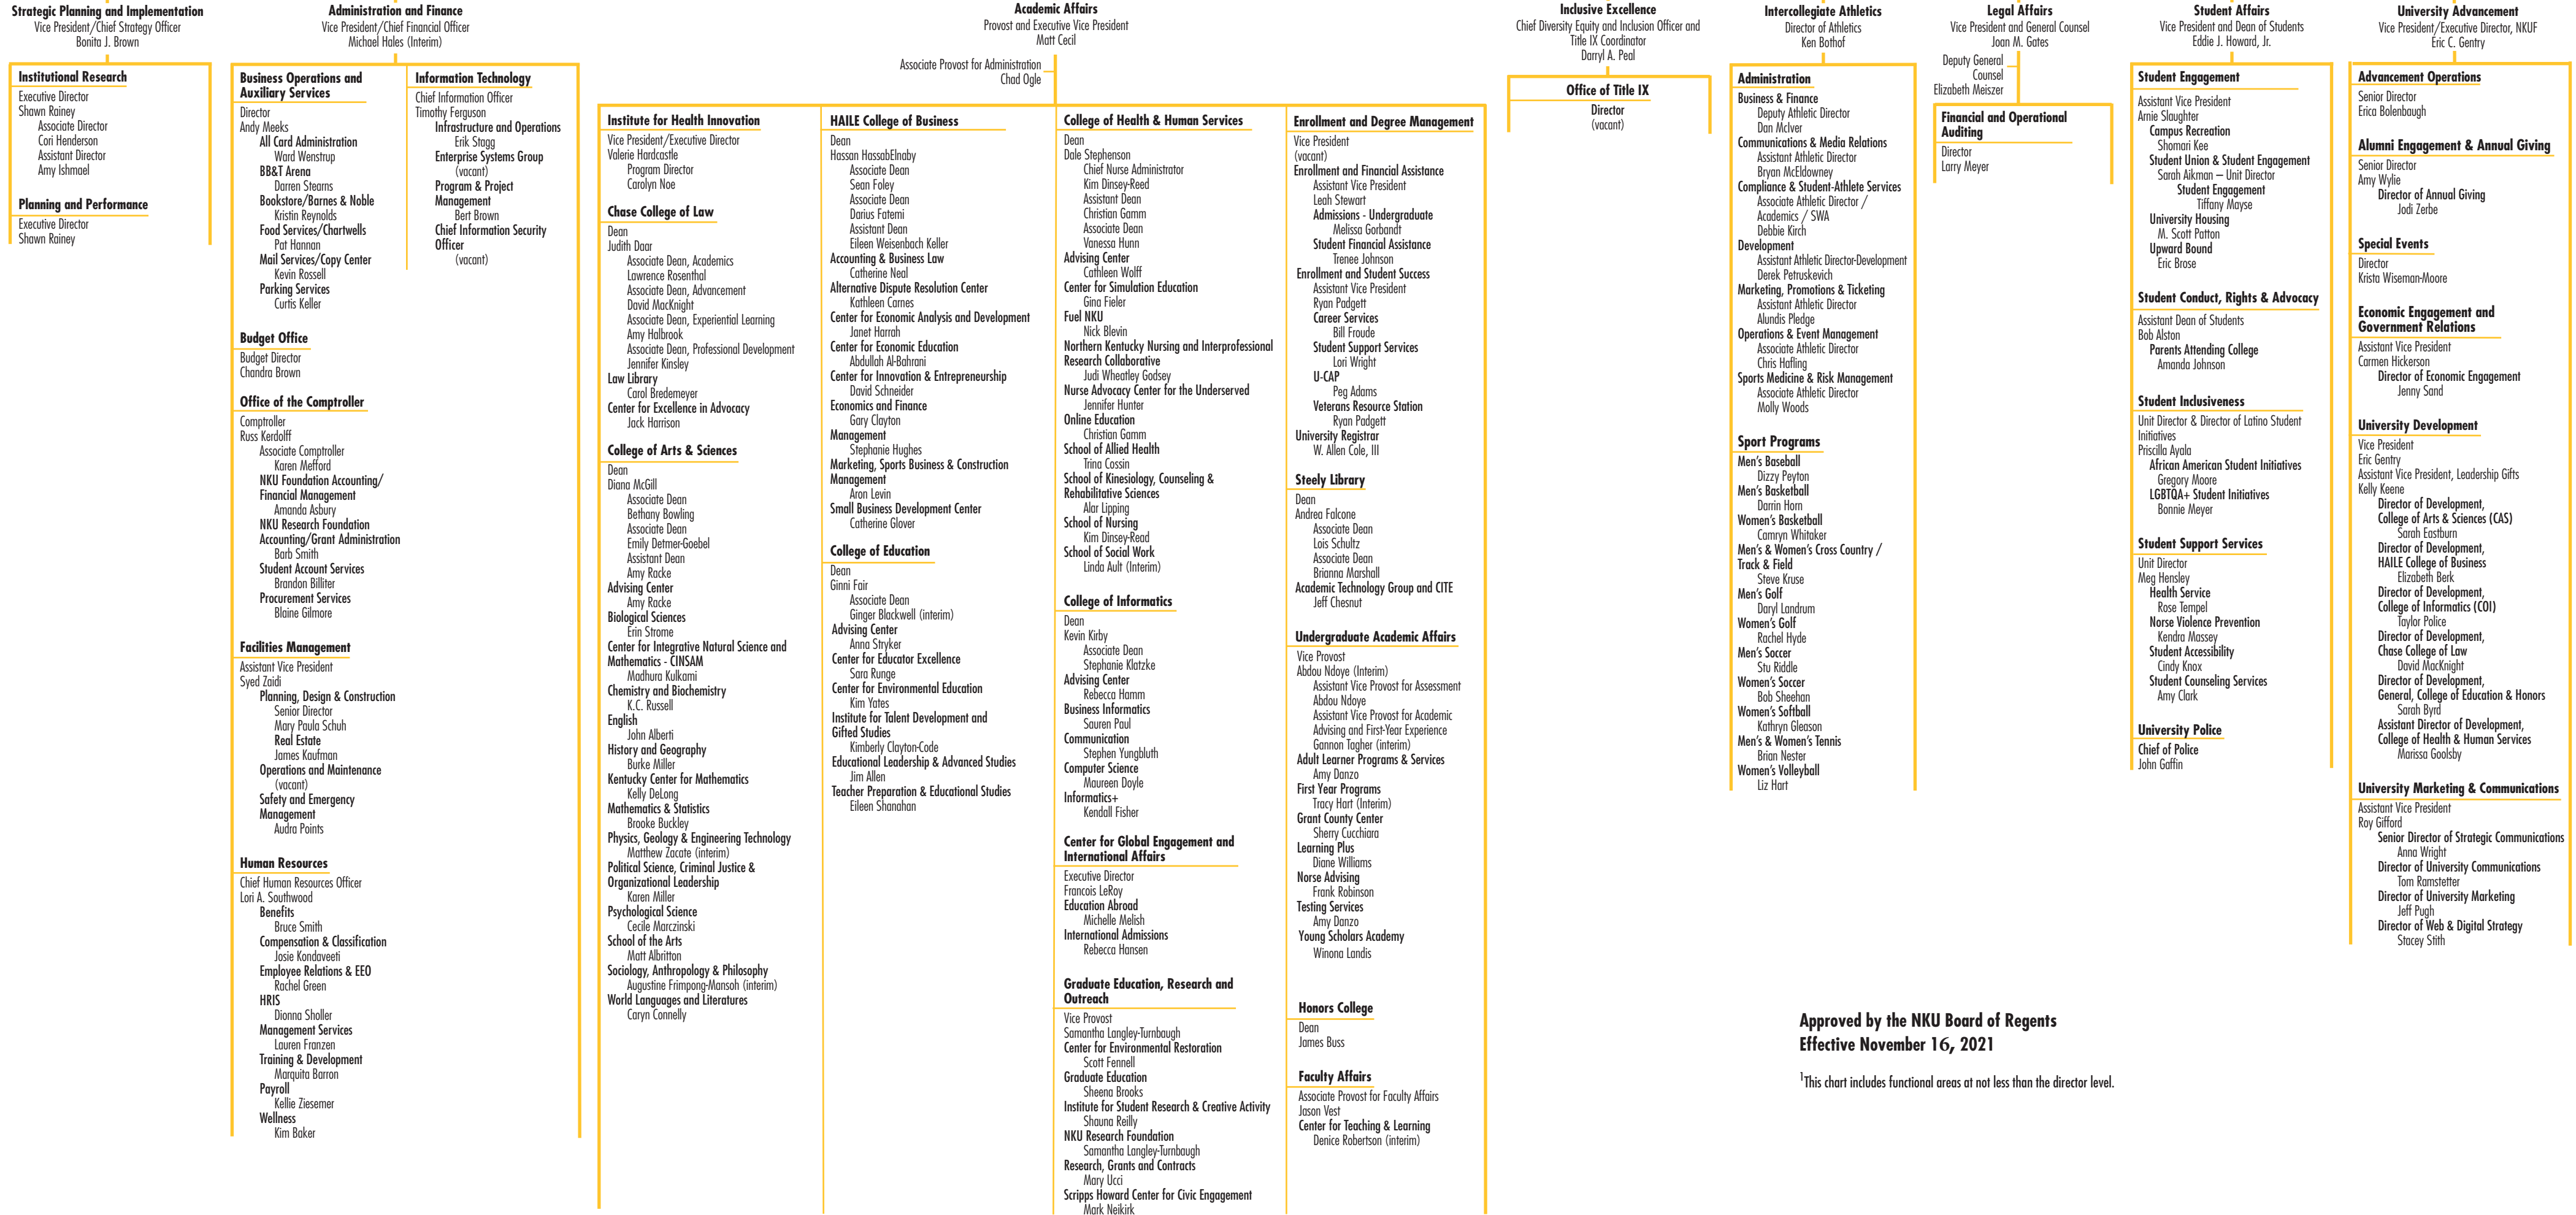 Strategic Planning and Implementation
Vice President/Chief Strategy Officer
Bonita J. Brown
Institutional Research
Executive Director
Shawn Rainey
Associate Director
Cori Henderson
Assistant Director
Amy Ishmael
Planning and Performance
Executive Director
Shawn Rainey
Administration and Finance
Vice President/Chief Financial Officer
Michael Hales (Interim)
Business Operations and
Auxiliary Services
Director
Andy Meeks
All Card Administration
Ward Wenstrup
BB&T Arena
Darren Stearns
Bookstore/Barnes & Noble
Kristin Reynolds
Food Services/Chartwells
Pat Hannan
Mail Services/Copy Center
Kevin Rossell
Parking Services
Curtis Keller
Budget Office
Budget Director
Chandra Brown
Office of the Comptroller
Comptroller
Russ Kerdolff
Associate Comptroller
Karen Mefford
NKU Foundation Accounting/
Financial Management
Amanda Asbury
NKU Research Foundation
Accounting/Grant Administration
Barb Smith
Student Account Services
Brandon Billiter
Procurement Services
Blaine Gilmore
Facilities Management
Assistant Vice President
Syed Zaidi
Planning, Design & Construction
Senior Director
Mary Paula Schuh
Real Estate
James Kaufman
Operations and Maintenance
(vacant)
Safety and Emergency
Management
Audra Points
Human Resources
Chief Human Resources Officer
Lori A. Southwood
Benefits
Bruce Smith
Compensation & Classification
Josie Kondaveeti
Employee Relations & EEO
Rachel Green
HRIS
Dionna Sholler
Management Services
Lauren Franzen
Training & Development
Marquita Barron
Payroll
Kellie Ziesemer
Wellness
Kim Baker
Information Technology
Chief Information Officer
Timothy Ferguson
Infrastructure and Operations
Erik Stagg
Enterprise Systems Group
(vacant)
Program & Project
Management
Bert Brown
Chief Information Security
Officer
(vacant)
Academic Affairs
Provost and Executive Vice President
Matt Cecil
Associate Provost for Administration
Chad Ogle
Institute for Health Innovation
Vice President/Executive Director
Valerie Hardcastle
Program Director
Carolyn Noe
Chase College of Law
Dean
Judith Daar
Associate Dean, Academics
Lawrence Rosenthal
Associate Dean, Advancement
David MacKnight
Associate Dean, Experiential Learning
Amy Halbrook
Associate Dean, Professional Development
Jennifer Kinsley
Law Library
Carol Bredemeyer
Center for Excellence in Advocacy
Jack Harrison
College of Arts & Sciences
Dean
Diana McGill
Associate Dean
Bethany Bowling
Associate Dean
Emily Detmer-Goebel
Assistant Dean
Amy Racke
Advising Center
Amy Racke
Biological Sciences
Erin Strome
Center for Integrative Natural Science and
Mathematics - CINSAM
Madhura Kulkarni
Chemistry and Biochemistry
K.C. Russell
English
John Alberti
History and Geography
Burke Miller
Kentucky Center for Mathematics
Kelly DeLong
Mathematics & Statistics
Brooke Buckley
Physics, Geology & Engineering Technology
Matthew Zacate (interim)
Political Science, Criminal Justice &
Organizational Leadership
Karen Miller
Psychological Science
Cecile Marczinski
School of the Arts
Matt Albritton
Sociology, Anthropology & Philosophy
Augustine Frimpong-Mansoh (interim)
World Languages and Literatures
Caryn Connelly
HAILE College of Business
Dean
Hassan HassabElnaby
Associate Dean
Sean Foley
Associate Dean
Darius Fatemi
Assistant Dean
Eileen Weisenbach Keller
Accounting & Business Law
Catherine Neal
Alternative Dispute Resolution Center
Kathleen Carnes
Center for Economic Analysis and Development
Janet Harrah
Center for Economic Education
Abdullah Al-Bahrani
Center for Innovation & Entrepreneurship
David Schneider
Economics and Finance
Gary Clayton
Management
Stephanie Hughes
Marketing, Sports Business & Construction
Management
Aron Levin
Small Business Development Center
Catherine Glover
College of Education
Dean
Ginni Fair
Associate Dean
Ginger Blackwell (interim)
Advising Center
Anna Stryker
Center for Educator Excellence
Sara Runge
Center for Environmental Education
Kim Yates
Institute for Talent Development and
Gifted Studies
Kimberly Clayton-Code
Educational Leadership & Advanced Studies
Jim Allen
Teacher Preparation & Educational Studies
Eileen Shanahan
College of Health & Human Services
Dean
Dale Stephenson
Chief Nurse Administrator
Kim Dinsey-Reed
Assistant Dean
Christian Gamm
Associate Dean
Vanessa Hunn
Advising Center
Cathleen Wolff
Center for Simulation Education
Gina Fieler
Fuel NKU
Nick Blevin
Northern Kentucky Nursing and Interprofessional
Research Collaborative
Judi Wheatley Godsey
Nurse Advocacy Center for the Underserved
Jennifer Hunter
Online Education
Christian Gamm
School of Allied Health
Trina Cossin
School of Kinesiology, Counseling &
Rehabilitative Sciences
Alar Lipping
School of Nursing
Kim Dinsey-Read
School of Social Work
Linda Ault (Interim)
College of Informatics
Dean
Kevin Kirby
Associate Dean
Stephanie Klatzke
Advising Center
Rebecca Hamm
Business Informatics
Sauren Paul
Communication
Stephen Yungbluth
Computer Science
Maureen Doyle
Informatics+
Kendall Fisher
Center for Global Engagement and
International Affairs
Executive Director
Francois LeRoy
Education Abroad
Michelle Melish
International Admissions
Rebecca Hansen
Graduate Education, Research and
Outreach
Vice Provost
Samantha Langley-Turnbaugh
Center for Environmental Restoration
Scott Fennell
Graduate Education
Sheena Brooks
Institute for Student Research & Creative Activity
Shauna Reilly
NKU Research Foundation
Samantha Langley-Turnbaugh
Research, Grants and Contracts
Mary Ucci
Scripps Howard Center for Civic Engagement
Mark Neikirk
Enrollment and Degree Management
Vice President
(vacant)
Enrollment and Financial Assistance
Assistant Vice President
Leah Stewart
Admissions - Undergraduate
Melissa Gorbandt
Student Financial Assistance
Trenee Johnson
Enrollment and Student Success
Assistant Vice President
Ryan Padgett
Career Services
Bill Froude
Student Support Services
Lori Wright
U-CAP
Peg Adams
Veterans Resource Station
Ryan Padgett
University Registrar
W. Allen Cole, III
Steely Library
Dean
Andrea Falcone
Associate Dean
Lois Schultz
Associate Dean
Brianna Marshall
Academic Technology Group and CITE
Jeff Chesnut
Undergraduate Academic Affairs
Vice Provost
Abdou Ndoye (Interim)
Assistant Vice Provost for Assessment
Abdou Ndoye
Assistant Vice Provost for Academic
Advising and First-Year Experience
Gannon Tagher (interim)
Adult Learner Programs & Services
Amy Danzo
First Year Programs
Tracy Hart (Interim)
Grant County Center
Sherry Cucchiara
Learning Plus
Diane Williams
Norse Advising
Frank Robinson
Testing Services
Amy Danzo
Young Scholars Academy
Winona Landis
Honors College
Dean
James Buss
Faculty Affairs
Associate Provost for Faculty Affairs
Jason Vest
Center for Teaching & Learning
Denice Robertson (interim)
Inclusive Excellence
Chief Diversity Equity and Inclusion Officer and
Title IX Coordinator
Darryl A. Peal
Office of Title IX
Director
(vacant)
Intercollegiate Athletics
Director of Athletics
Ken Bothof
Administration
Business & Finance
Deputy Athletic Director
Dan McIver
Communications & Media Relations
Assistant Athletic Director
Bryan McEldowney
Compliance & Student-Athlete Services
Associate Athletic Director /
Academics / SWA
Debbie Kirch
Development
Assistant Athletic Director-Development
Derek Petruskevich
Marketing, Promotions & Ticketing
Assistant Athletic Director
Alundis Pledge
Operations & Event Management
Associate Athletic Director
Chris Hafling
Sports Medicine & Risk Management
Associate Athletic Director
Molly Woods
Sport Programs
Men's Baseball
Dizzy Peyton
Men's Basketball
Darrin Horn
Women's Basketball
Camryn Whitaker
Men's & Women's Cross Country /
Track & Field
Steve Kruse
Men's Golf
Daryl Landrum
Women's Golf
Rachel Hyde
Men's Soccer
Stu Riddle
Women's Soccer
Bob Sheehan
Women's Softball
Kathryn Gleason
Men's & Women's Tennis
Brian Nester
Women's Volleyball
Liz Hart
Legal Affairs
Vice President and General Counsel
Joan M. Gates
Deputy General
Counsel
Elizabeth Meiszer
Financial and Operational
Auditing
Director
Larry Meyer
Student Affairs
Vice President and Dean of Students
Eddie J. Howard, Jr.
Student Engagement
Assistant Vice President
Arnie Slaughter
Campus Recreation
Shomari Kee
Student Union & Student Engagement
Sarah Aikman – Unit Director
Student Engagement
Tiffany Mayse
University Housing
M. Scott Patton
Upward Bound
Eric Brose
Student Conduct, Rights & Advocacy
Assistant Dean of Students
Bob Alston
Parents Attending College
Amanda Johnson
Student Inclusiveness
Unit Director & Director of Latino Student
Initiatives
Priscilla Ayala
African American Student Initiatives
Gregory Moore
LGBTQA+ Student Initiatives
Bonnie Meyer
Student Support Services
Unit Director
Meg Hensley
Health Service
Rose Tempel
Norse Violence Prevention
Kendra Massey
Student Accessibility
Cindy Knox
Student Counseling Services
Amy Clark
University Police
Chief of Police
John Gaffin
University Advancement
Vice President/Executive Director, NKUF
Eric C. Gentry
Advancement Operations
Senior Director
Erica Bolenbaugh
Alumni Engagement & Annual Giving
Senior Director
Amy Wylie
Director of Annual Giving
Jodi Zerbe
Special Events
Director
Krista Wiseman-Moore
Economic Engagement and
Government Relations
Assistant Vice President
Carmen Hickerson
Director of Economic Engagement
Jenny Sand
University Development
Vice President
Eric Gentry
Assistant Vice President, Leadership Gifts
Kelly Keene
Director of Development,
College of Arts & Sciences (CAS)
Sarah Eastburn
Director of Development,
HAILE College of Business
Elizabeth Berk
Director of Development,
College of Informatics (COI)
Taylor Police
Director of Development,
Chase College of Law
David MacKnight
Director of Development,
General, College of Education & Honors
Sarah Byrd
Assistant Director of Development,
College of Health & Human Services
Marissa Goolsby
University Marketing & Communications
Assistant Vice President
Roy Gifford
Senior Director of Strategic Communications
Anna Wright
Director of University Communications
Tom Ramstetter
Director of University Marketing
Jeff Pugh
Director of Web & Digital Strategy
Stacey Stith
Approved by the NKU Board of Regents
Effective November 16, 2021
1This chart includes functional areas at not less than the director level.